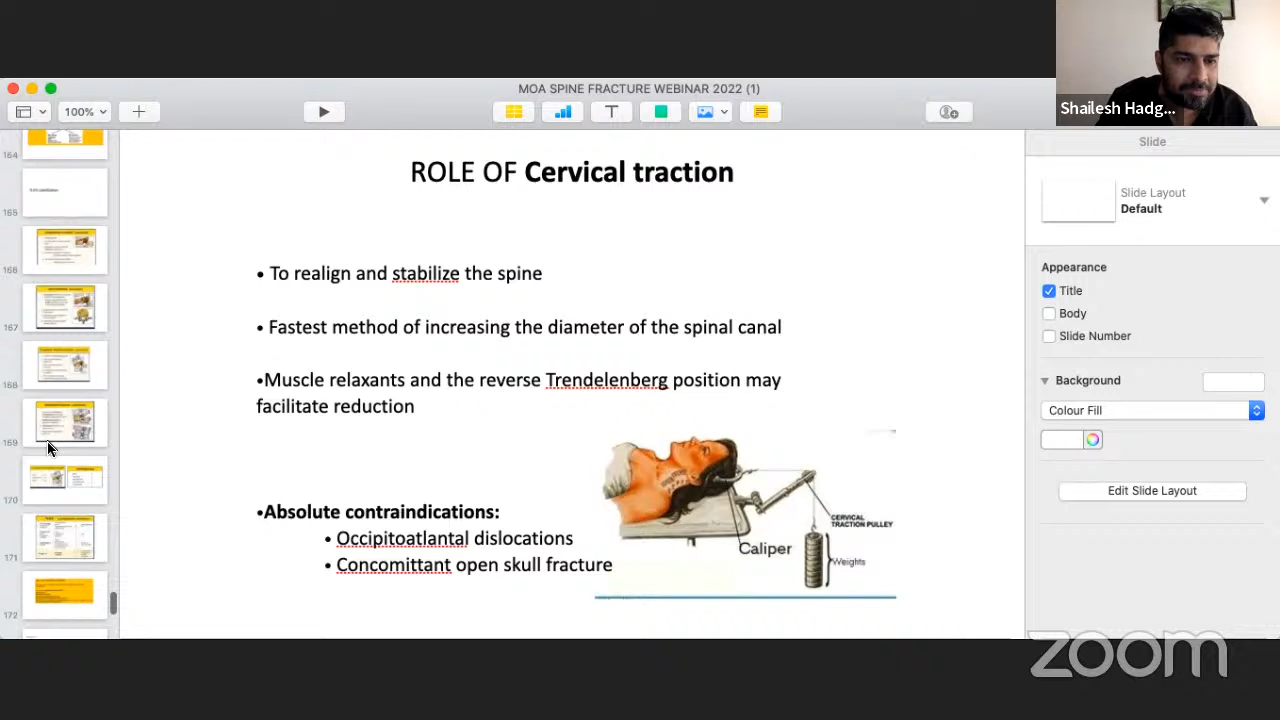 MOA SPINE FRACTURE WEBINAR 2022 (1)
100%
Shailesh Hadg...
Slide
ROLE OF Cervical traction
• To realign and stabilize the spine
• Fastest method of increasing the diameter of the spinal canal
•Muscle relaxants and the reverse Trendelenberg position may
facilitate reduction
•Absolute contraindications:
• Occipitoatlantal dislocations
• Concomittant open skull fracture
CERVICAL
TRACTION PULLEY
Caliper
Weights
164
165
166
167
168
169
170
171
172
Slide Layout
Default
Appearance
Title
Body
Slide Number
Background
Colour Fill
Edit Slide Layout
zoom